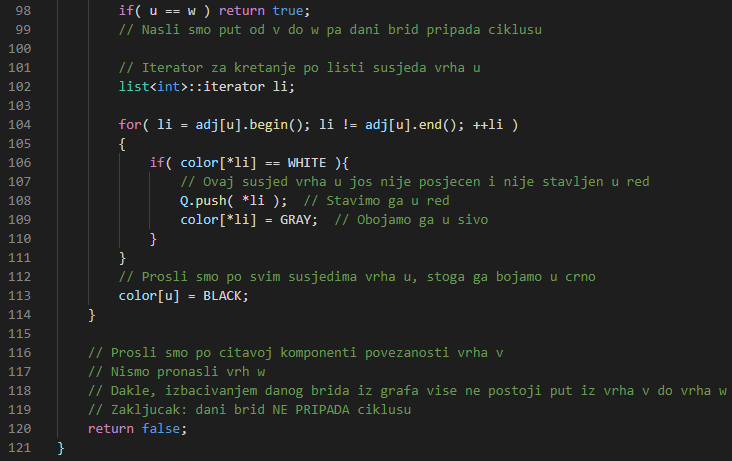 98 if( u == w ) return true;
99 // Nasli smo put od v do w pa dani brid pripada ciklusu
100
101 // Iterator za kretanje po listi susjeda vrha u
102 list<int>::iterator li;
103
104 for( li = adj[u].begin(); li != adj[u].end(); ++li )
105 {
106 if( color[*li] == WHITE ){
107 // Ovaj susjed vrha u jos nije posjecen i nije stavljen u red
108 Q.push( *li ); // Stavimo ga u red
109 color[*li] = GRAY; // Obojamo ga u sivo
110 }
111 }
112 // Prosli smo po svim susjedima vrha u, stoga ga bojamo u crno
113 color[u] = BLACK;
114 }
115
116 // Prosli smo po citavoj komponenti povezanosti vrha v
117 // Nismo pronasli vrh w
118 // Dakle, izbacivanjem danog brida iz grafa vise ne postoji put iz vrha v do vrha w
119 // Zakljucak: dani brid NE PRIPADA ciklusu
120 return false;
121 }